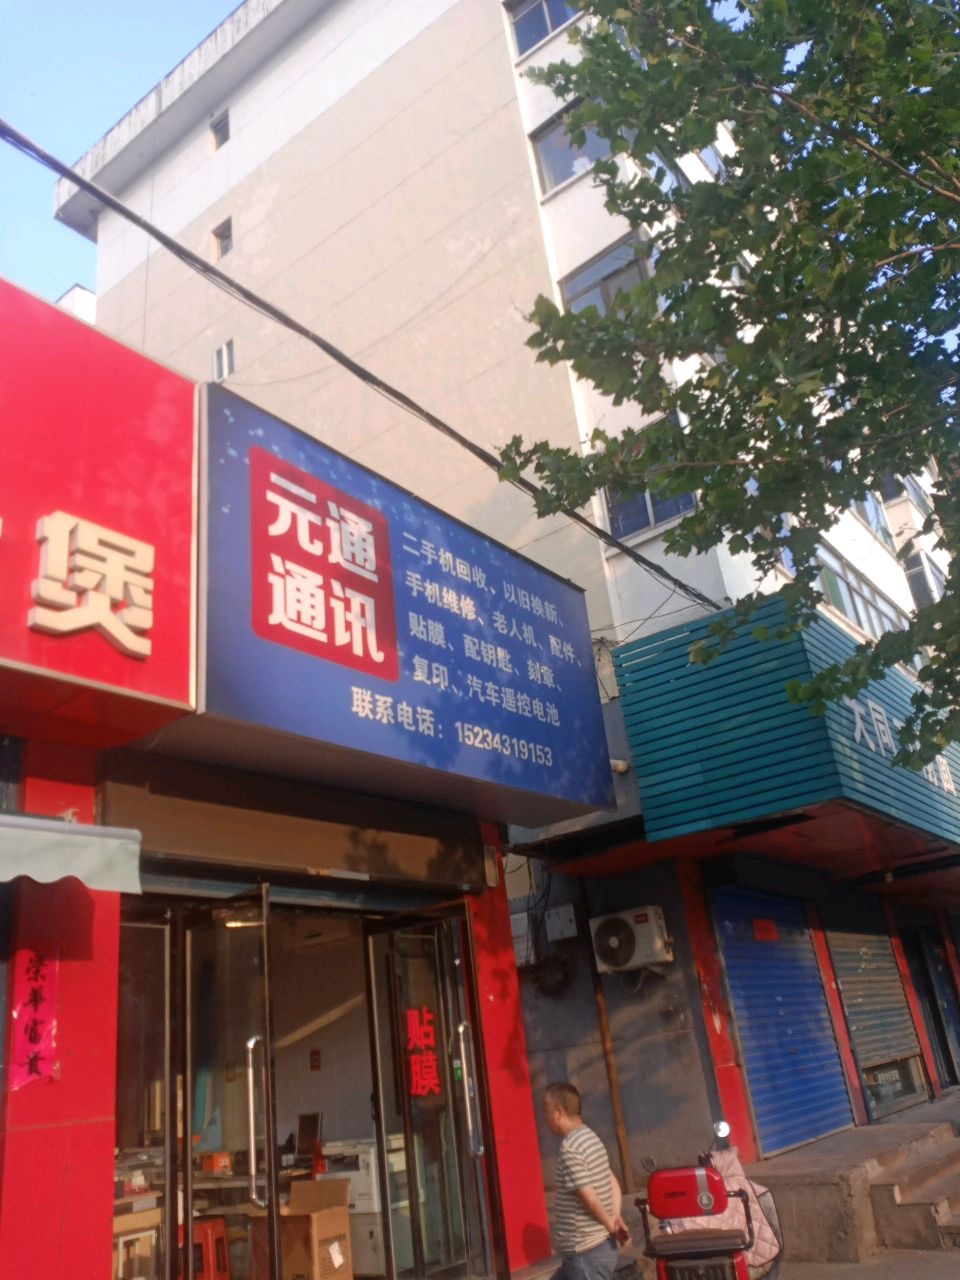 煲
元通
通讯
二手机回收、以旧换新、
手机维修、老人机、配件、
贴膜、配钥匙、刻章、
复印、汽车遥控电池
联系电话：15234319153
大同
荣华富贵
贴膜